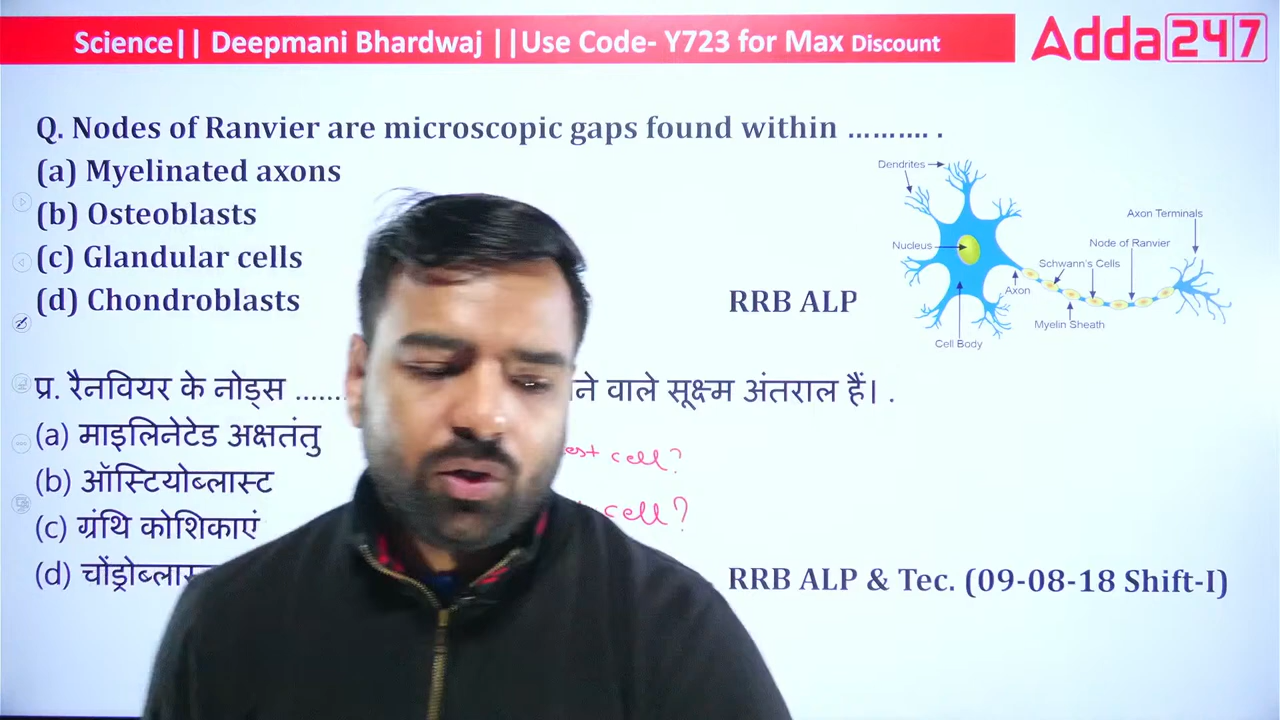 Science|| Deepmani Bhardwaj ||Use Code- Y723 for Max Discount
Adda247
Q. Nodes of Ranvier are microscopic gaps found within .......... .
(a) Myelinated axons
(b) Osteoblasts
(c) Glandular cells
(d) Chondroblasts
RRB ALP
Dendrites
Nucleus
Cell Body
Axon
Schwann's Cells
Myelin Sheath
Node of Ranvier
Axon Terminals
प्र. रैनवियर के नोड्स ...... वाले सूक्ष्म अंतराल हैं। .
(a) माइलिनेटेड अक्षतंतु
(b) ऑस्टियोब्लास्ट
(c) ग्रंथि कोशिकाएं
(d)
cell?
cell?
RRB ALP & Tec. (09-08-18 Shift-I)